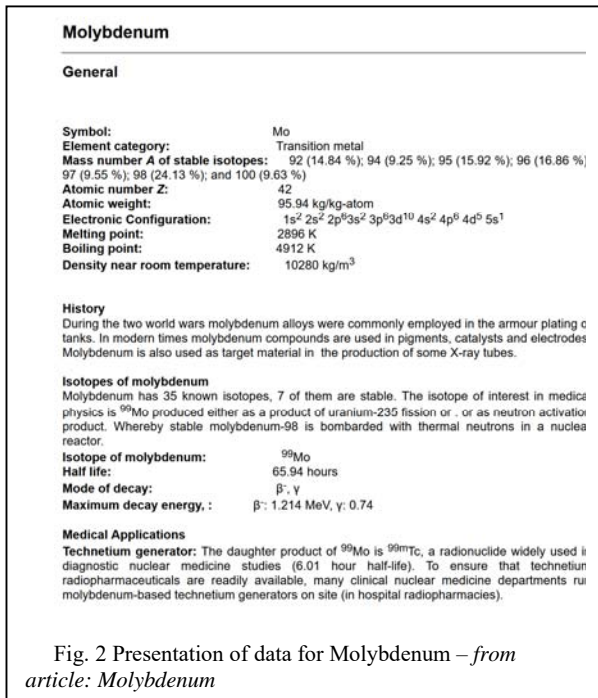 Molybdenum
General
Symbol: Mo
Element category: Transition metal
Mass number A of stable isotopes: 92 (14.84 %); 94 (9.25 %); 95 (15.92 %); 96 (16.86 %)
97 (9.55 %); 98 (24.13 %); and 100 (9.63 %)
Atomic number Z: 42
Atomic weight: 95.94 kg/kg-atom
Electronic Configuration: 1s² 2s² 2p⁶3s² 3p⁶3d¹⁰ 4s² 4p⁶ 4d⁵ 5s¹
Melting point: 2896 K
Boiling point: 4912 K
Density near room temperature: 10280 kg/m³
History
During the two world wars molybdenum alloys were commonly employed in the armour plating o
tanks. In modern times molybdenum compounds are used in pigments, catalysts and electrodes
Molybdenum is also used as target material in the production of some X-ray tubes.
Isotopes of molybdenum
Molybdenum has 35 known isotopes, 7 of them are stable. The isotope of interest in medica
physics is ⁹⁹Mo produced either as a product of uranium-235 fission or . or as neutron activation
product. Whereby stable molybdenum-98 is bombarded with thermal neutrons in a nuclea
reactor.
Isotope of molybdenum: ⁹⁹Mo
Half life: 65.94 hours
Mode of decay: β⁻, γ
Maximum decay energy, : β⁻: 1.214 MeV, γ: 0.74
Medical Applications
Technetium generator: The daughter product of ⁹⁹Mo is ⁹⁹ᵐTc, a radionuclide widely used i
diagnostic nuclear medicine studies (6.01 hour half-life). To ensure that technetium
radiopharmaceuticals are readily available, many clinical nuclear medicine departments ru
molybdenum-based technetium generators on site (in hospital radiopharmacies).
Fig. 2 Presentation of data for Molybdenum – from
article: Molybdenum